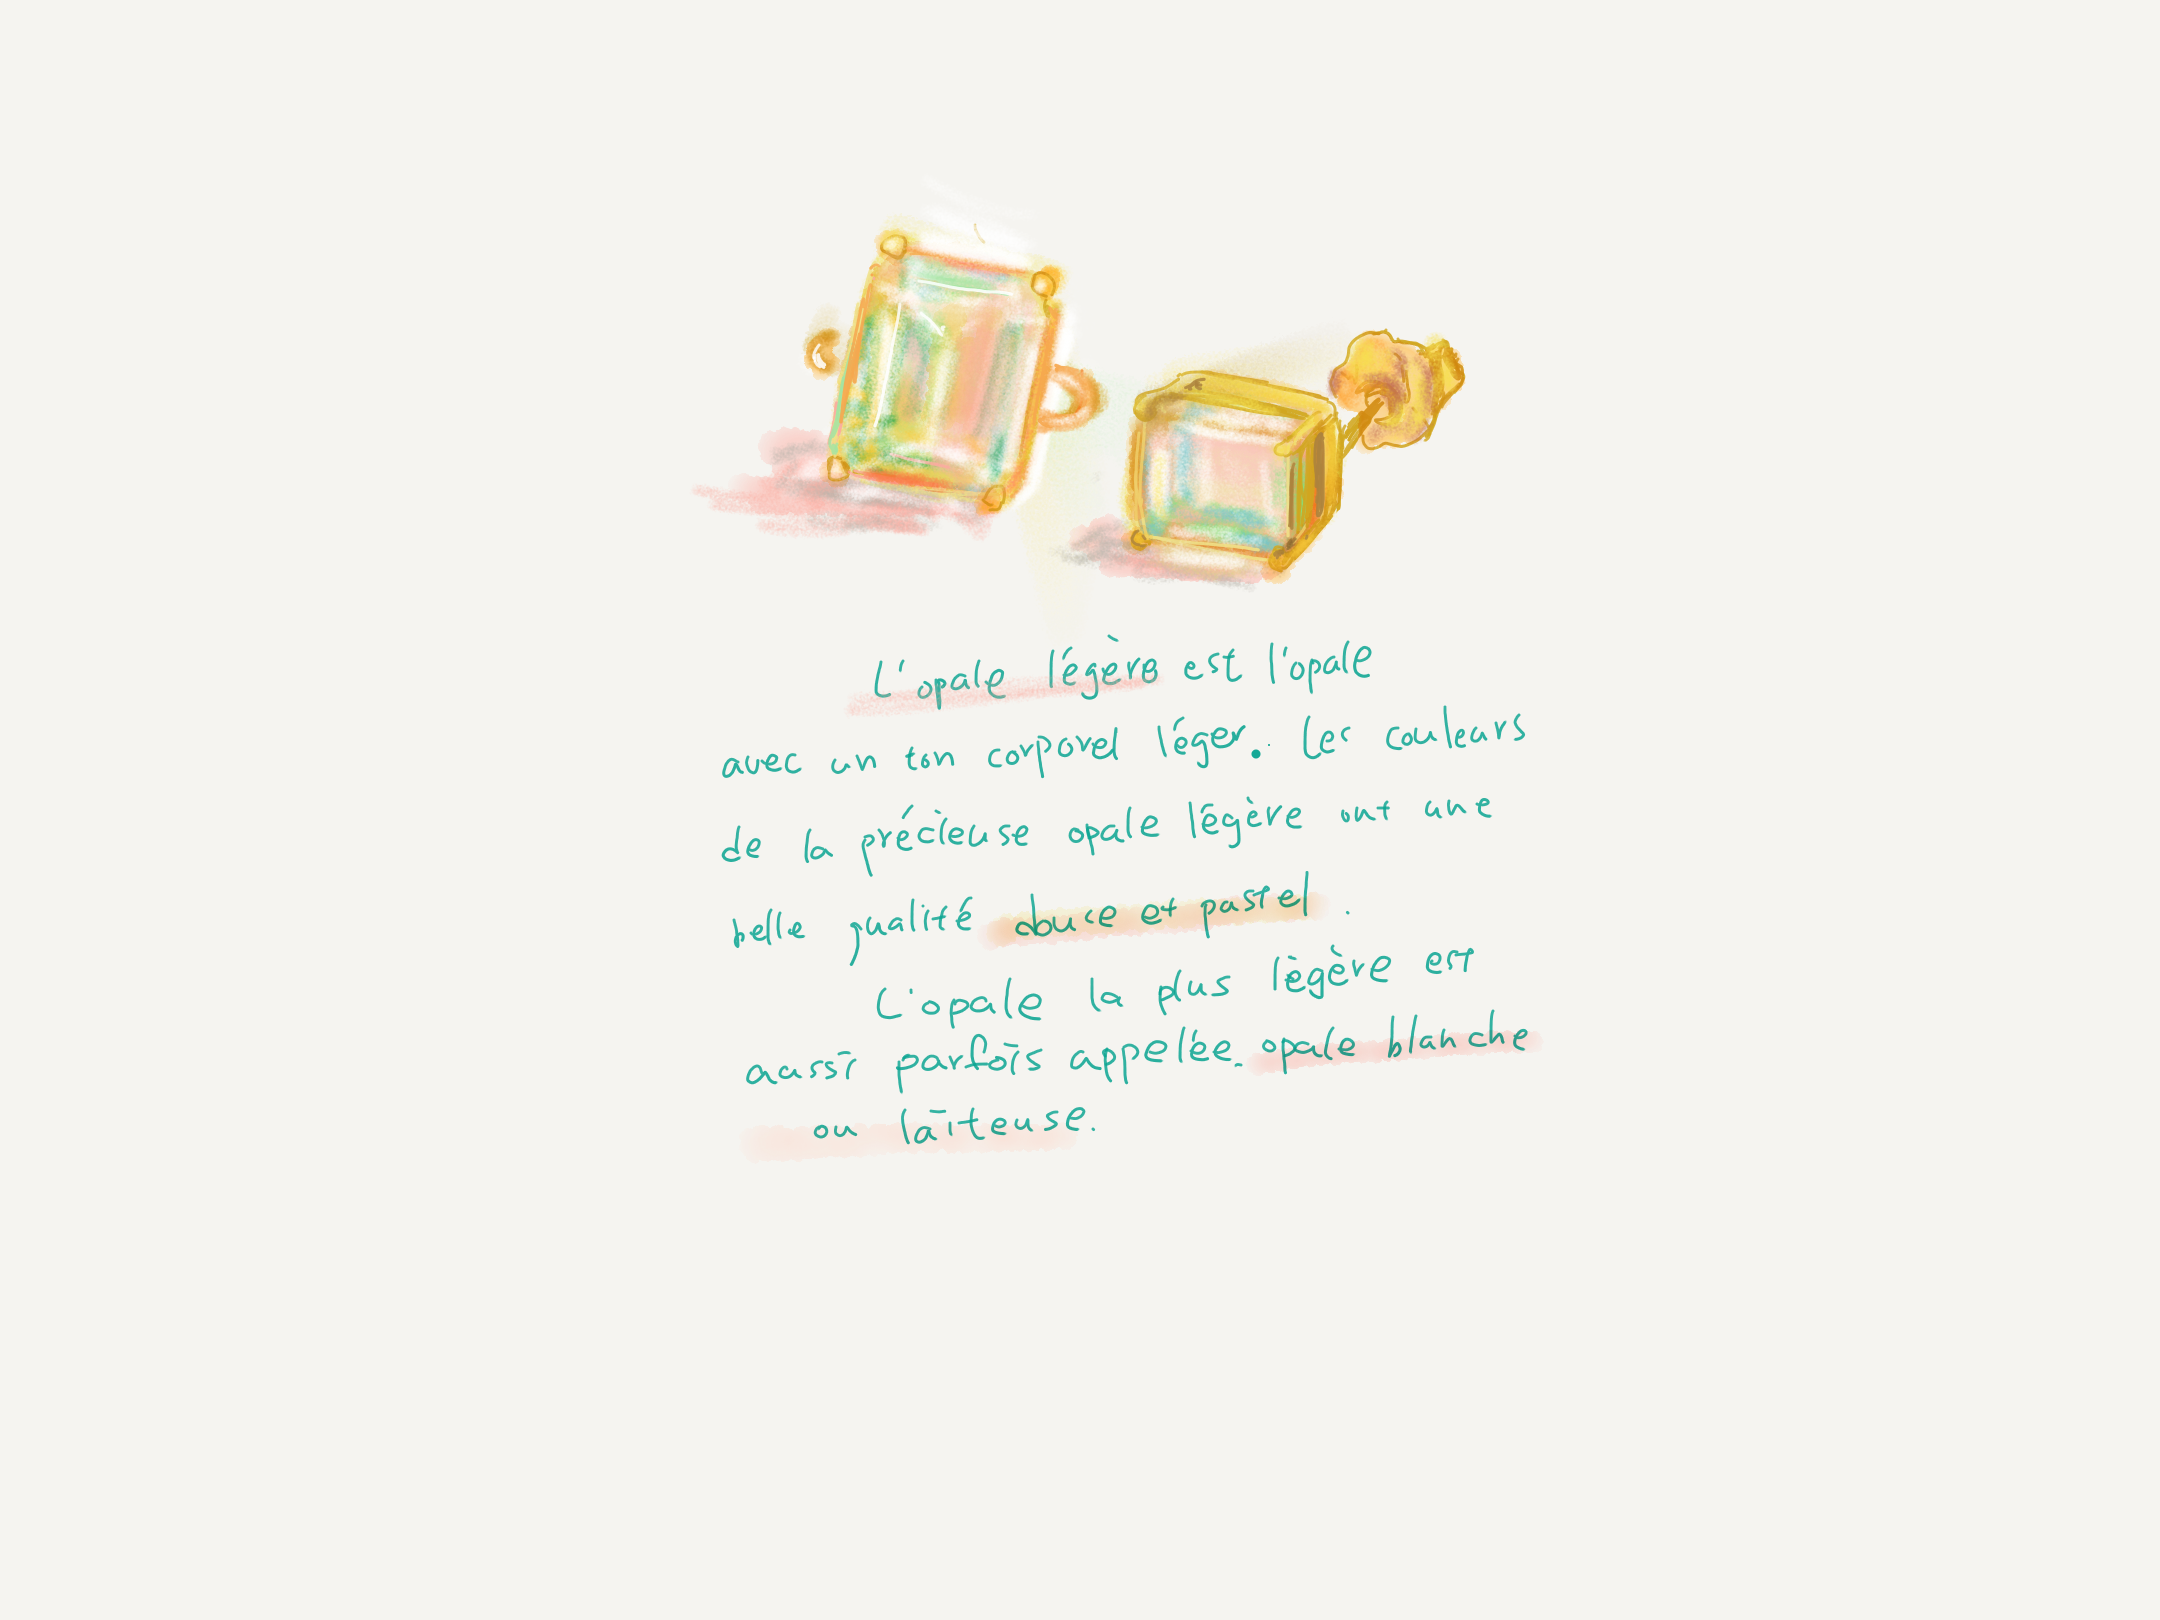 L'opale légère est l'opale
avec un ton corporel léger. Les couleurs
de la précieuse opale légère ont une
belle qualité douce et pastel.
L'opale la plus légère est
aussi parfois appelée opale blanche
ou laiteuse.